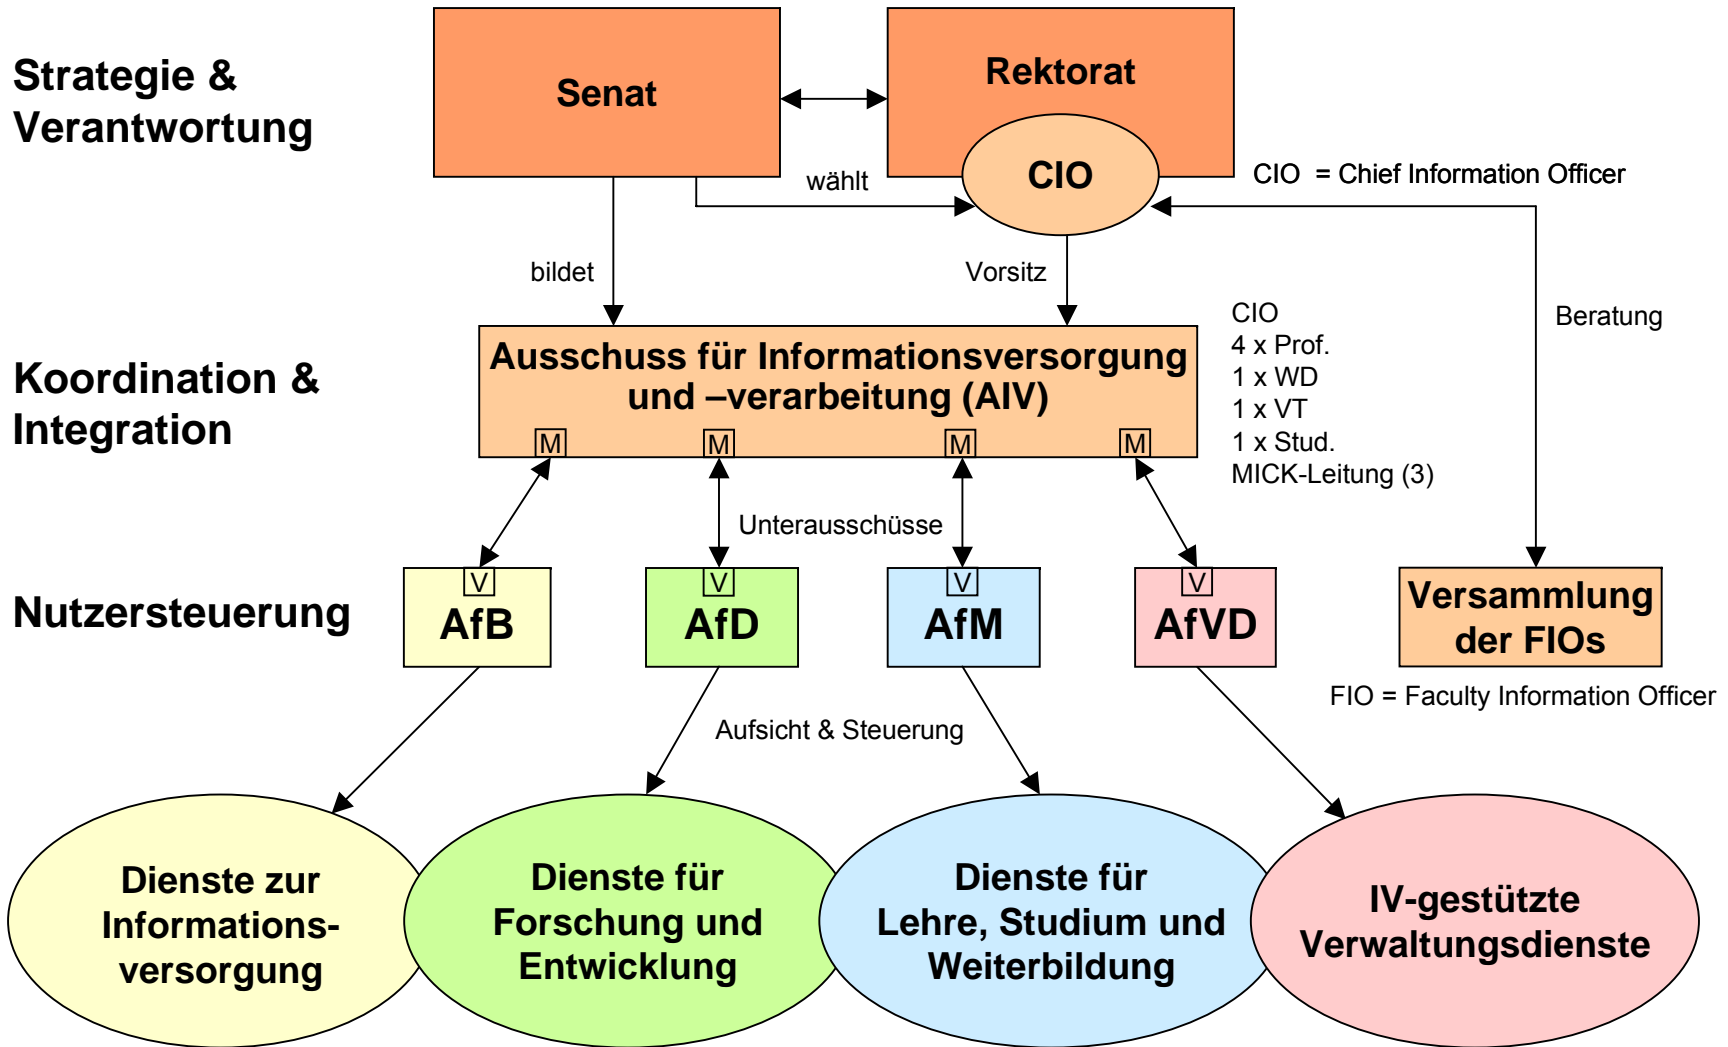 Strategie &
Verantwortung
Senat
Rektorat
CIO
wählt
CIO = Chief Information Officer
bildet
Vorsitz
Beratung
Koordination &
Integration
Ausschuss für Informationsversorgung
und –verarbeitung (AIV)
M
M
M
M
CIO
4 x Prof.
1 x WD
1 x VT
1 x Stud.
MICK-Leitung (3)
Unterausschüsse
Nutzersteuerung
V
AfB
V
AfD
V
AfM
V
AfVD
Versammlung
der FIOs
FIO = Faculty Information Officer
Aufsicht & Steuerung
Dienste zur
Informations-
versorgung
Dienste für
Forschung und
Entwicklung
Dienste für
Lehre, Studium und
Weiterbildung
IV-gestützte
Verwaltungsdienste